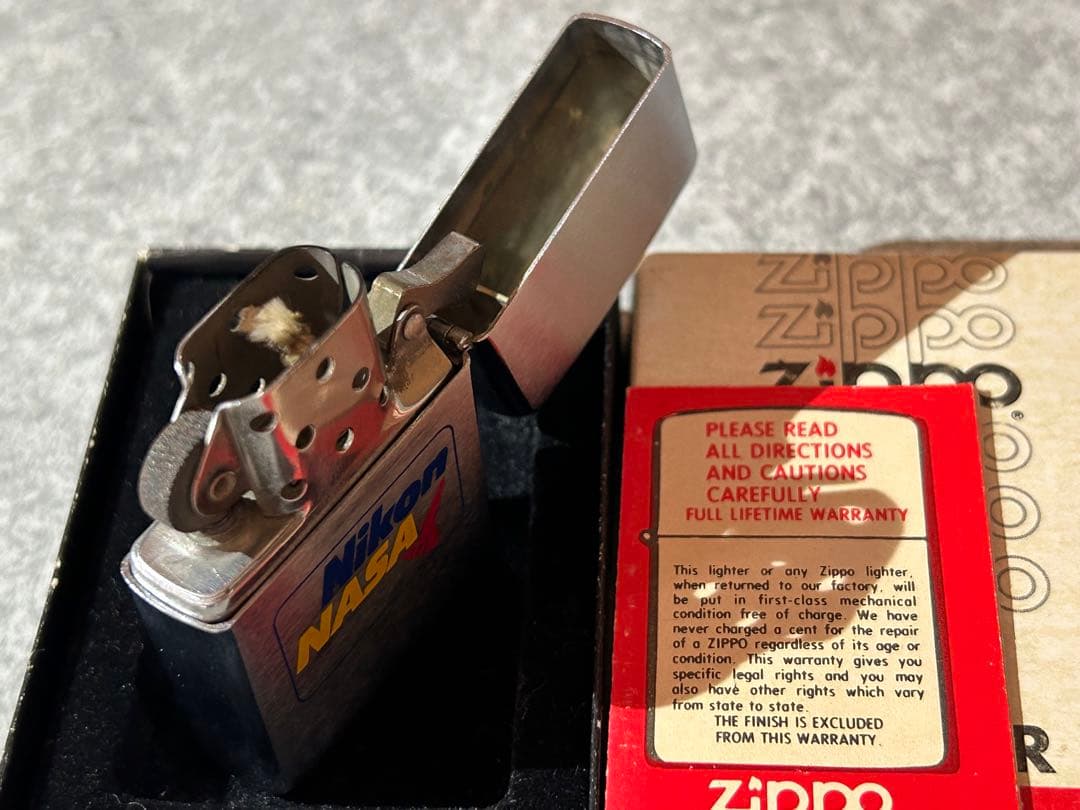 Nikon
NASA
Zippo
Zippo
Zippo
®
PLEASE READ
ALL DIRECTIONS
AND CAUTIONS
CAREFULLY
FULL LIFETIME WARRANTY
This lighter or any Zippo lighter,
when returned to our factory, will
be put in first-class mechanical
condition free of charge. We have
never charged a cent for the repair
of a ZIPPO regardless of its age or
condition. This warranty gives you
specific legal rights and you may
also have other rights which vary
from state to state.
THE FINISH IS EXCLUDED
FROM THIS WARRANTY.
R
Zippo